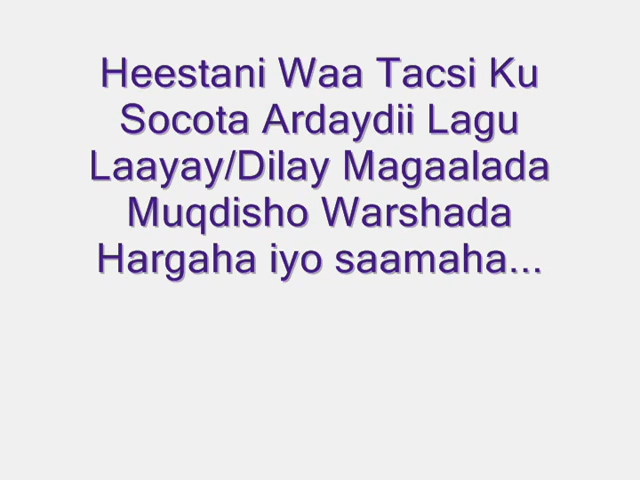 Heestani Waa Tacsi Ku
Socota Ardaydii Lagu
Laayay/Dilay Magaalada
Muqdisho Warshada
Hargaha iyo saamaha...